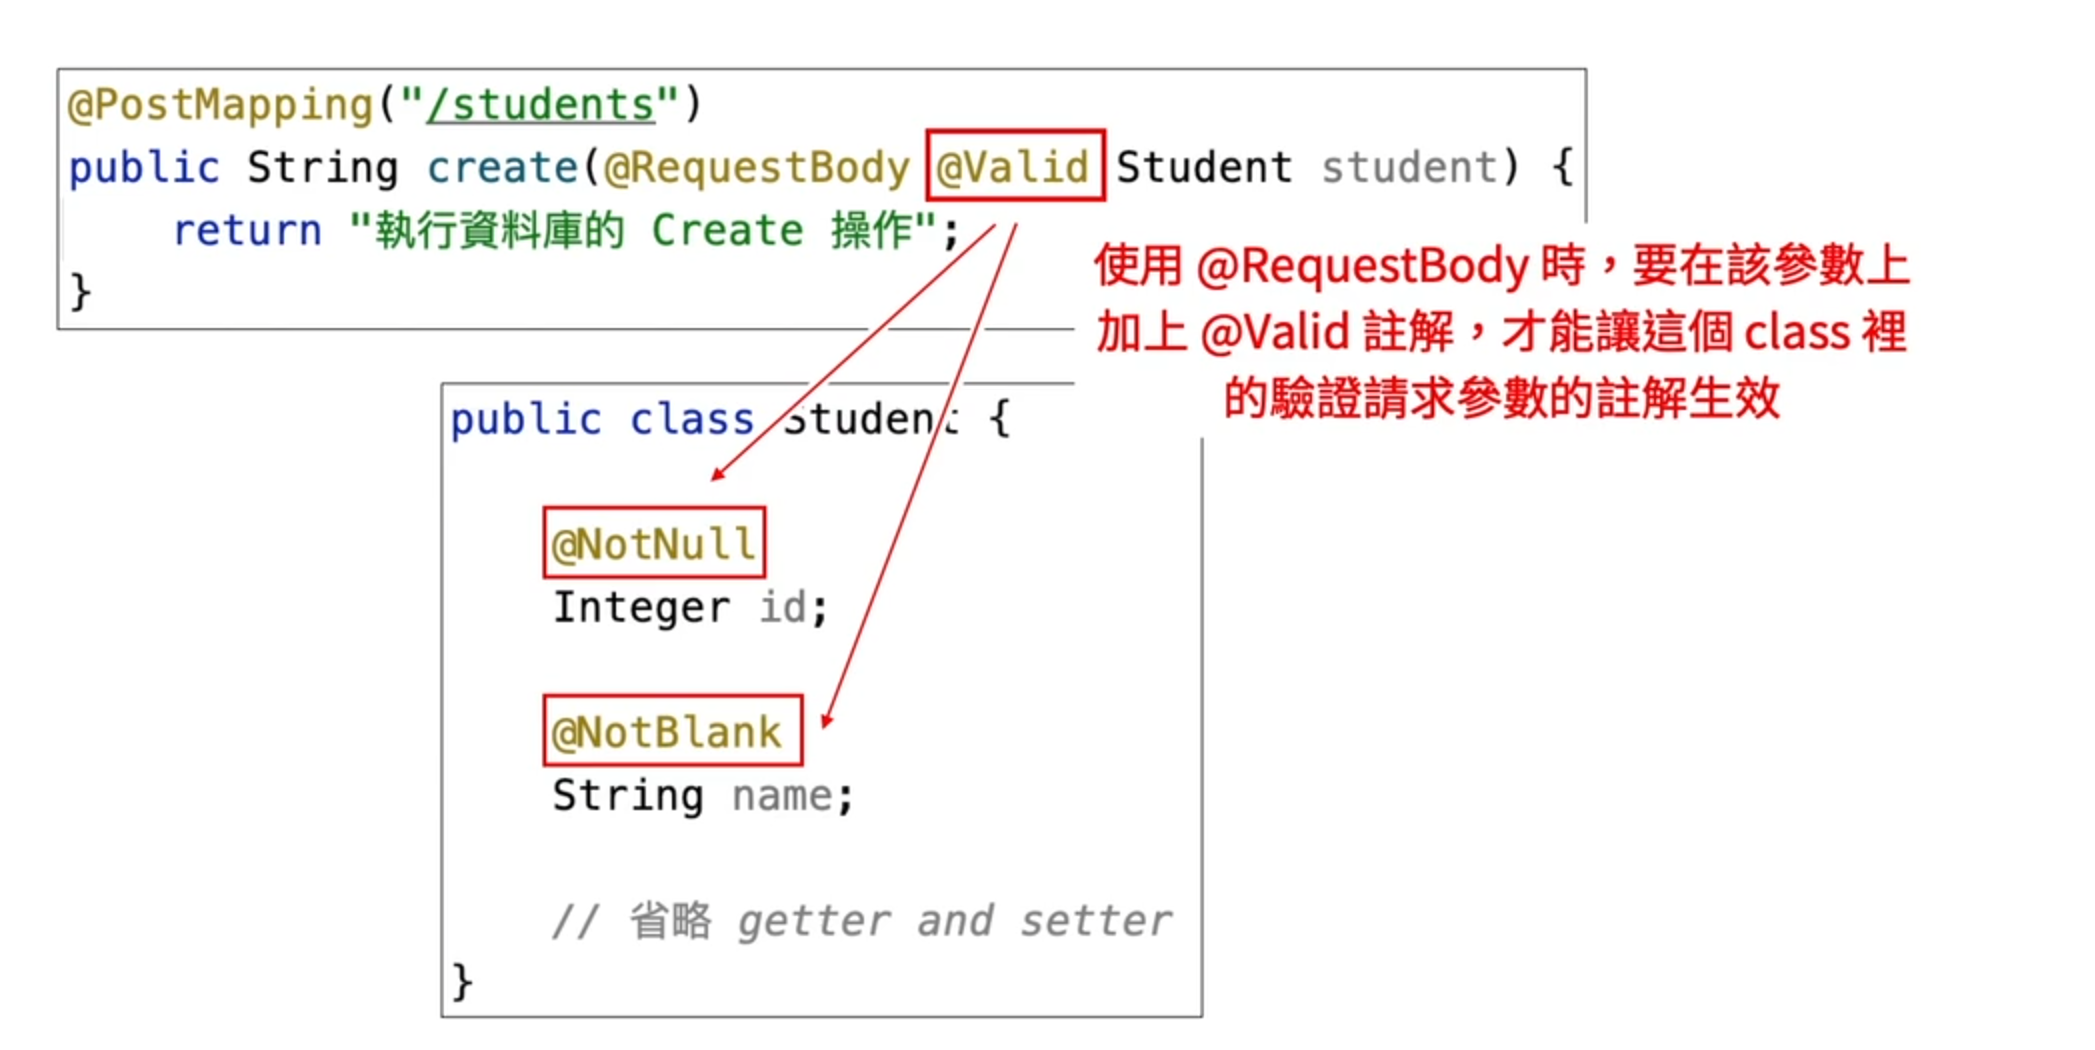 @PostMapping("/students")
public String create(@RequestBody @Valid Student student) {
return "執行資料庫的 Create 操作";
}
使用 @RequestBody 時，要在該參數上
加上 @Valid 註解，才能讓這個 class 裡
的驗證請求參數的註解生效
public class Student {
@NotNull
Integer id;
@NotBlank
String name;
// 省略 getter and setter
}